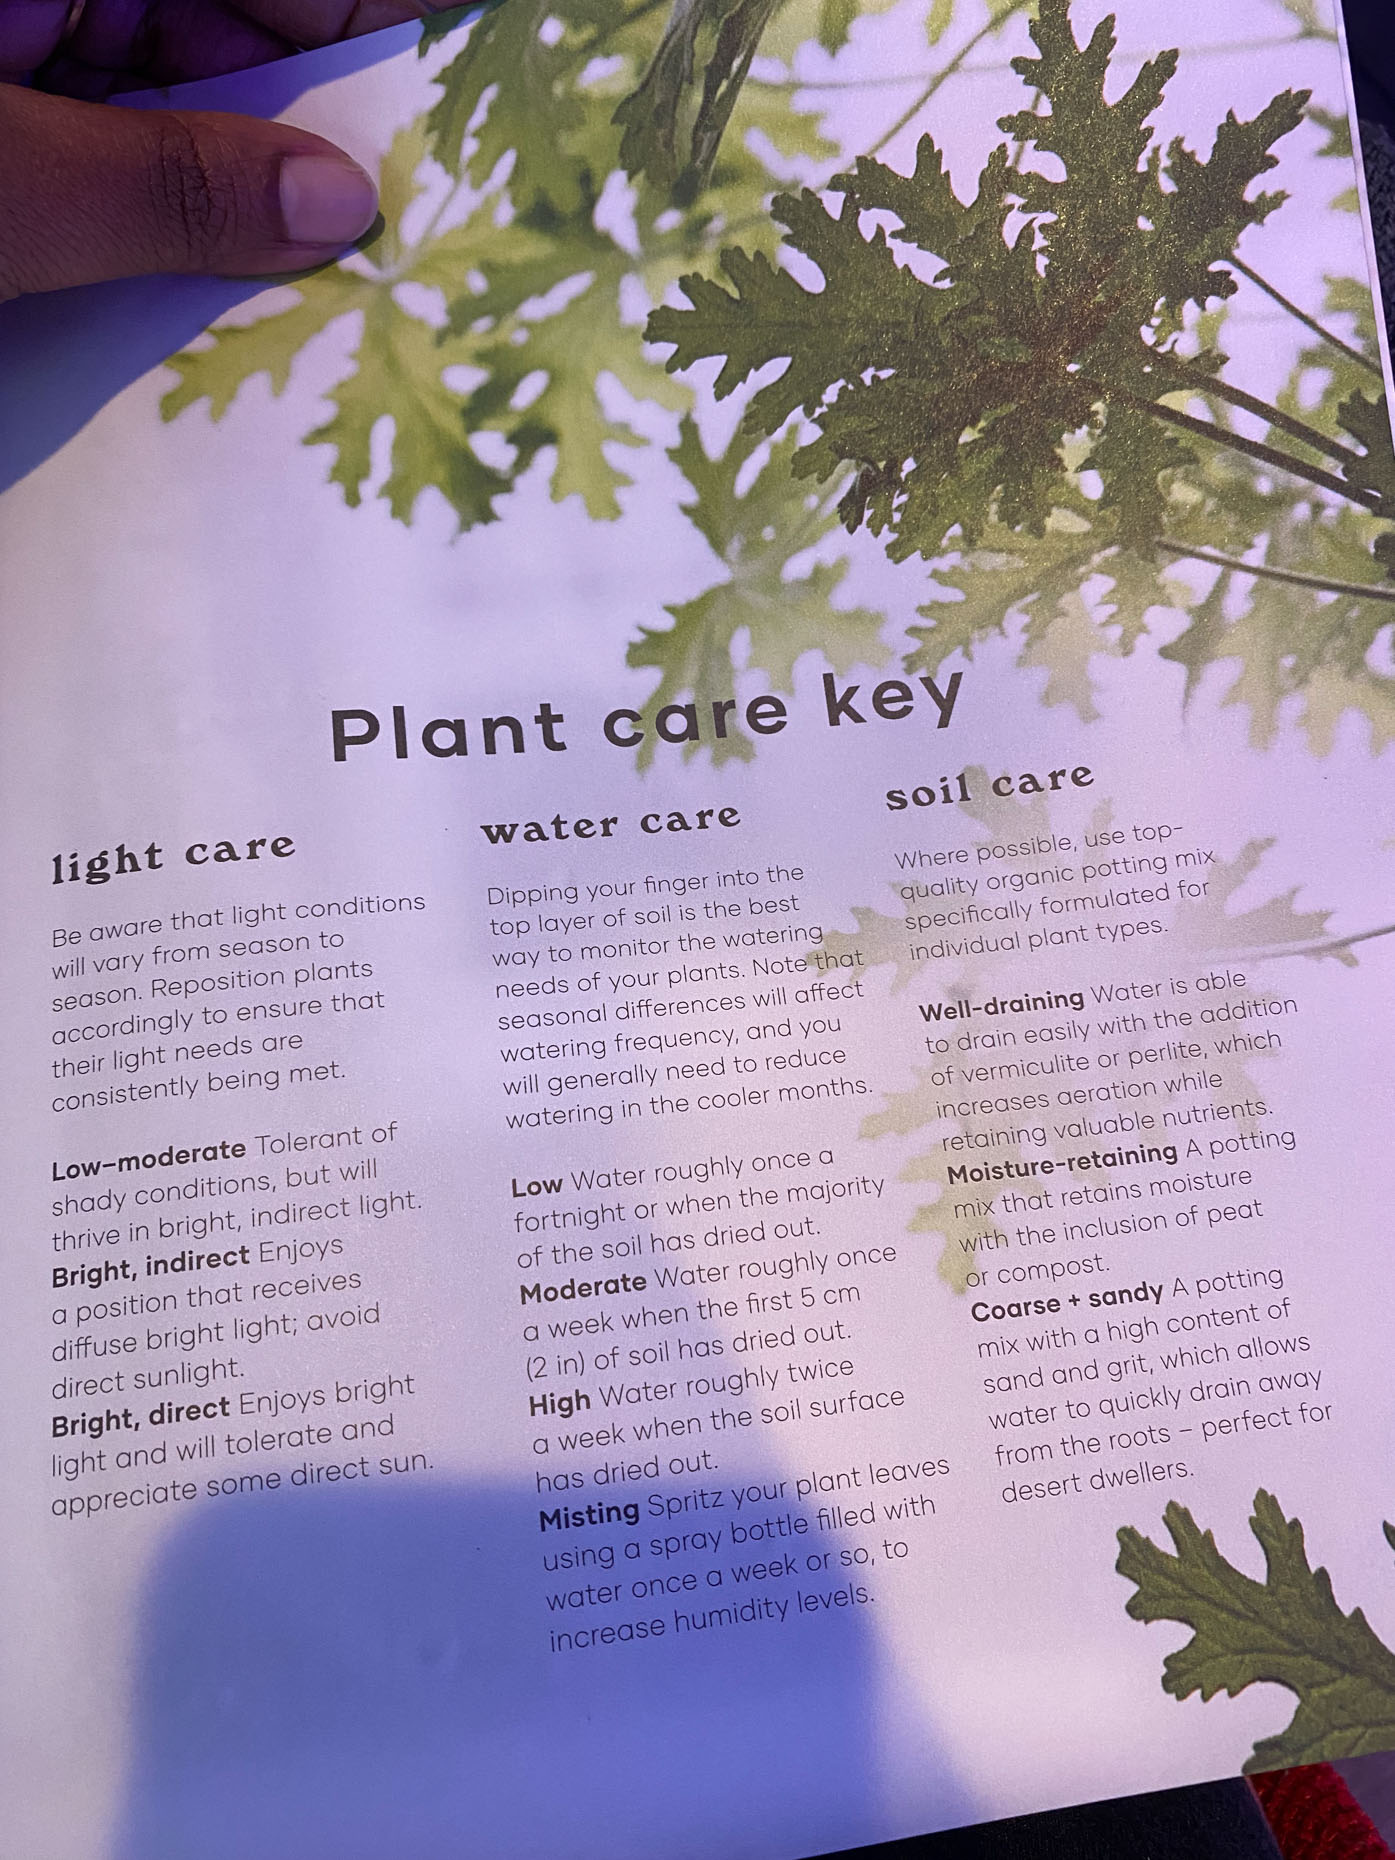 Plant care key
light care
Be aware that light conditions
will vary from season to
season. Reposition plants
accordingly to ensure that
their light needs are
consistently being met.
Low–moderate Tolerant of
shady conditions, but will
thrive in bright, indirect light.
Bright, indirect Enjoys
a position that receives
diffuse bright light; avoid
direct sunlight.
Bright, direct Enjoys bright
light and will tolerate and
appreciate some direct sun.
water care
Dipping your finger into the
top layer of soil is the best
way to monitor the watering
needs of your plants. Note that
seasonal differences will affect
watering frequency, and you
will generally need to reduce
watering in the cooler months.
Low Water roughly once a
fortnight or when the majority
of the soil has dried out.
Moderate Water roughly once
a week when the first 5 cm
(2 in) of soil has dried out.
High Water roughly twice
a week when the soil surface
has dried out.
Misting Spritz your plant leaves
using a spray bottle filled with
water once a week or so, to
increase humidity levels.
soil care
Where possible, use top-
quality organic potting mix
specifically formulated for
individual plant types.
Well-draining Water is able
to drain easily with the addition
of vermiculite or perlite, which
increases aeration while
retaining valuable nutrients.
Moisture-retaining A potting
mix that retains moisture
with the inclusion of peat
or compost.
Coarse + sandy A potting
mix with a high content of
sand and grit, which allows
water to quickly drain away
from the roots – perfect for
desert dwellers.